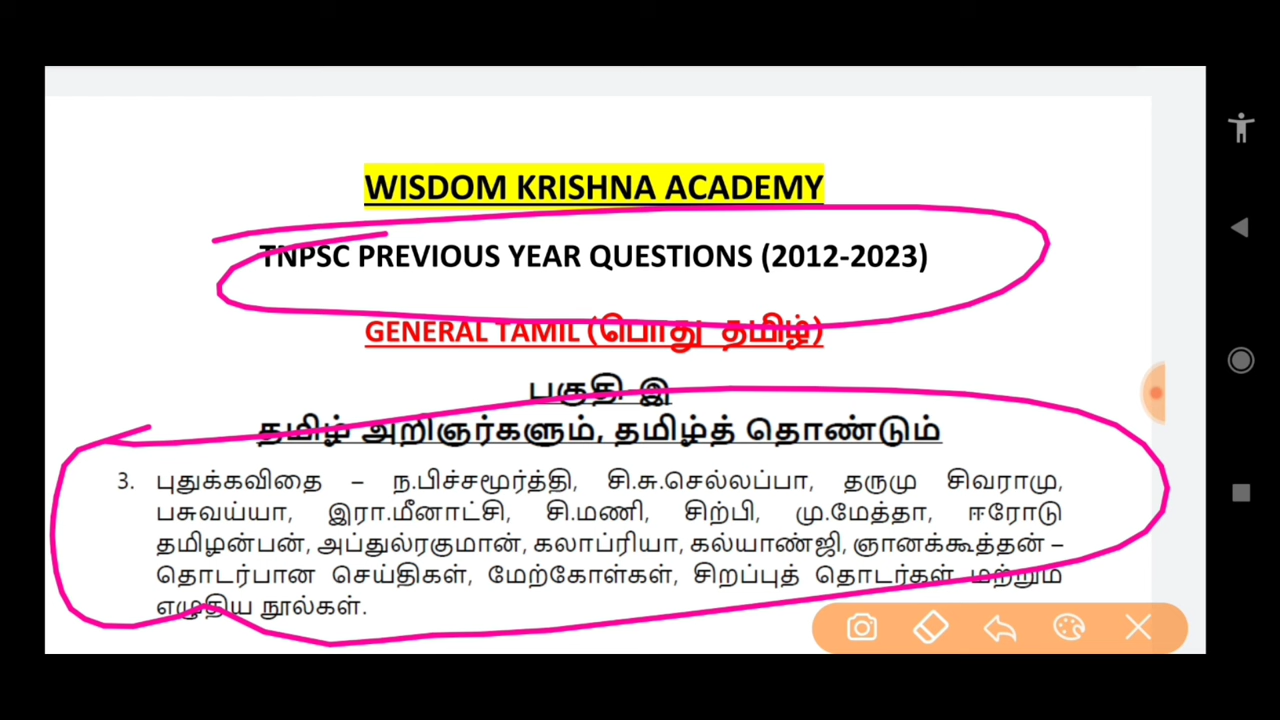 WISDOM KRISHNA ACADEMY
TNPSC PREVIOUS YEAR QUESTIONS (2012-2023)
GENERAL TAMIL (பொது தமிழ்)
பகுதி-இ
தமிழ் அறிஞர்களும், தமிழ்த் தொண்டும்
3. புதுக்கவிதை – ந.பிச்சமூர்த்தி, சி.சு.செல்லப்பா, தருமு சிவராமு,
பசுவய்யா, இரா.மீனாட்சி, சி.மணி, சிற்பி, மு.மேத்தா, ஈரோடு
தமிழன்பன், அப்துல்ரகுமான், கலாப்ரியா, கல்யாண்ஜி, ஞானக்கூத்தன் –
தொடர்பான செய்திகள், மேற்கோள்கள், சிறப்புத் தொடர்கள் மற்றும்
எழுதிய நூல்கள்.